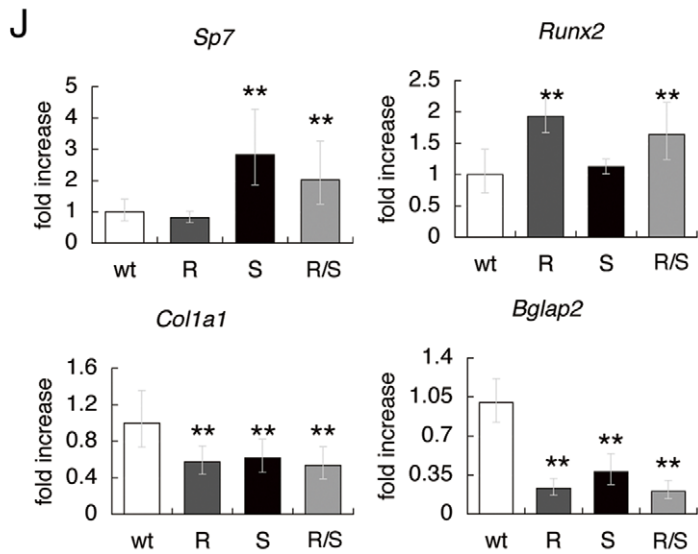 J
Sp7
fold increase
5
4
3
2
1
0
**
**
wt R S R/S
Runx2
fold increase
2.5
2
1.5
1
0.5
0
**
**
wt R S R/S
Col1a1
fold increase
1.6
1.2
0.8
0.4
0
**
**
**
wt R S R/S
Bglap2
fold increase
1.4
1.05
0.7
0.35
0
**
**
**
wt R S R/S